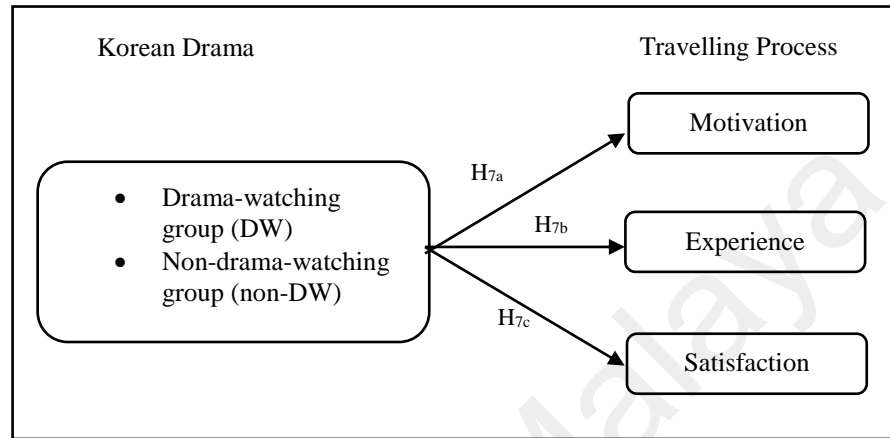 Korean Drama
Travelling Process
• Drama-watching
group (DW)
• Non-drama-watching
group (non-DW)
H7a
H7b
H7c
Motivation
Experience
Satisfaction
Malaya